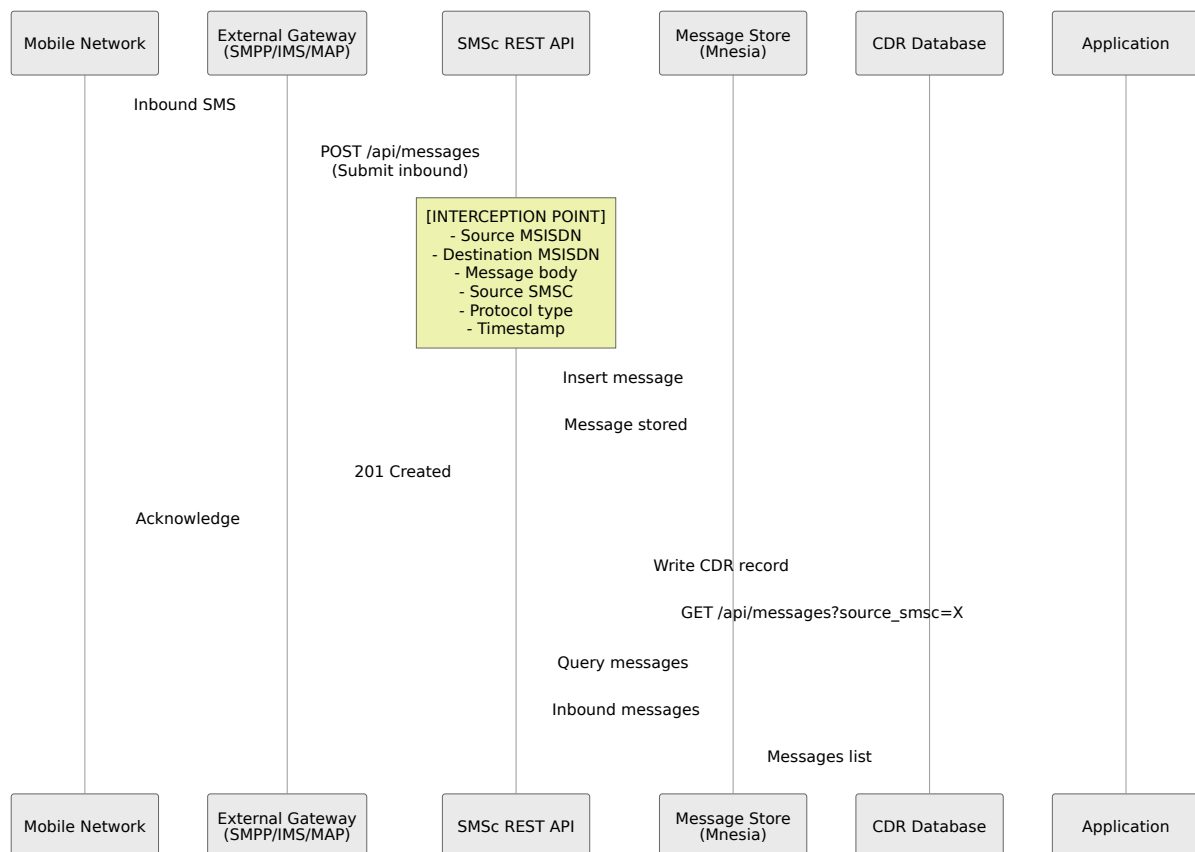 Mobile Network
External Gateway
(SMPP/IMS/MAP)
SMSc REST API
Message Store
(Mnesia)
CDR Database
Application
Inbound SMS
POST /api/messages
(Submit inbound)
[INTERCEPTION POINT]
- Source MSISDN
- Destination MSISDN
- Message body
- Source SMSC
- Protocol type
- Timestamp
Insert message
Message stored
201 Created
Acknowledge
Write CDR record
GET /api/messages?source_smsc=X
Query messages
Inbound messages
Messages list
Mobile Network
External Gateway
(SMPP/IMS/MAP)
SMSc REST API
Message Store
(Mnesia)
CDR Database
Application